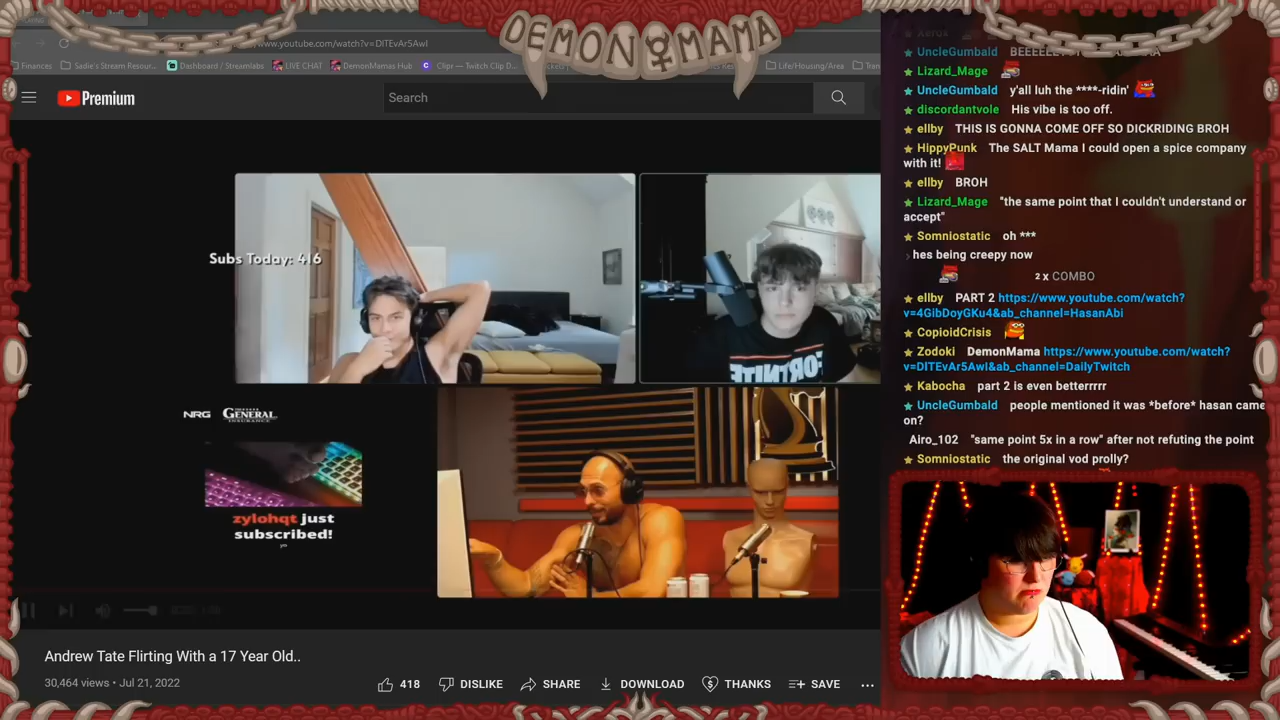 DEMON MAMA
www.youtube.com/watch?v=DITEvAr5AwI
Finances
Sadie's Stream Resour...
Dashboard / Streamlabs
LIVE CHAT
DemonMamas Hub
Clipr — Twitch Clip D...
Life/Housing/Area
Premium
Search
Subs Today: 416
FORTNITE
NRG
The GENERAL INSURANCE
zylohqt just
subscribed!
Andrew Tate Flirting With a 17 Year Old..
30,464 views • Jul 21, 2022
418
DISLIKE
SHARE
DOWNLOAD
THANKS
SAVE
UncleGumbald
Lizard_Mage
UncleGumbald y'all luh the ****-ridin'
discordantvole His vibe is too off.
ellby THIS IS GONNA COME OFF SO DICKRIDING BROH
HippyPunk The SALT Mama I could open a spice company
with it!
ellby BROH
Lizard_Mage "the same point that I couldn't understand or
accept"
Somniostatic oh ***
hes being creepy now
2 x COMBO
ellby PART 2 https://www.youtube.com/watch?
v=4GibDoyGKu4&ab_channel=HasanAbi
CopioidCrisis
Zodoki DemonMama https://www.youtube.com/watch?
v=DITEvAr5AwI&ab_channel=DailyTwitch
Kabocha part 2 is even betterrrrr
UncleGumbald people mentioned it was *before* hasan came
on?
Airo_102 "same point 5x in a row" after not refuting the point
Somniostatic the original vod prolly?